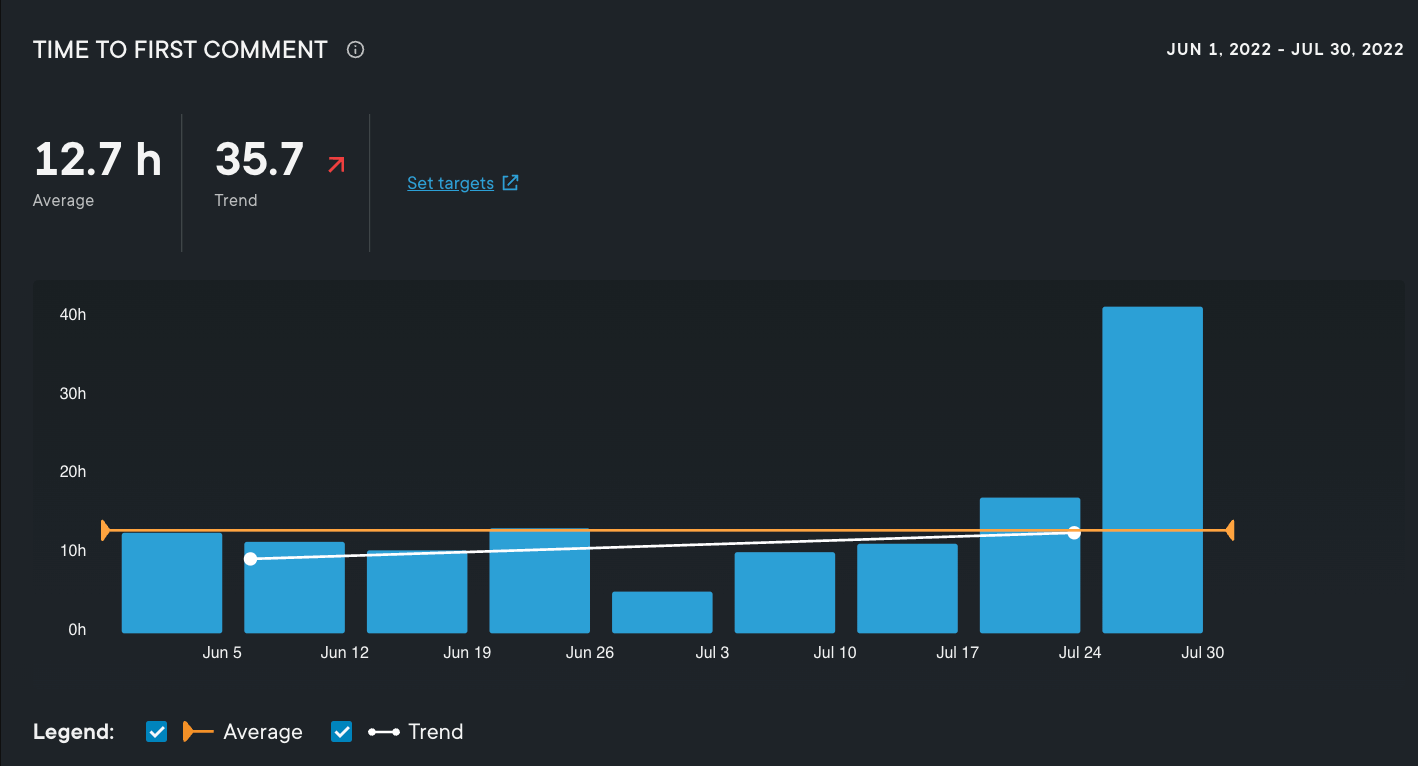 TIME TO FIRST COMMENT
JUN 1, 2022 - JUL 30, 2022
12.7 h
Average
35.7
Trend
Set targets
40h
30h
20h
10h
0h
Jun 5 Jun 12 Jun 19 Jun 26 Jul 3 Jul 10 Jul 17 Jul 24 Jul 30
Legend: Average Trend